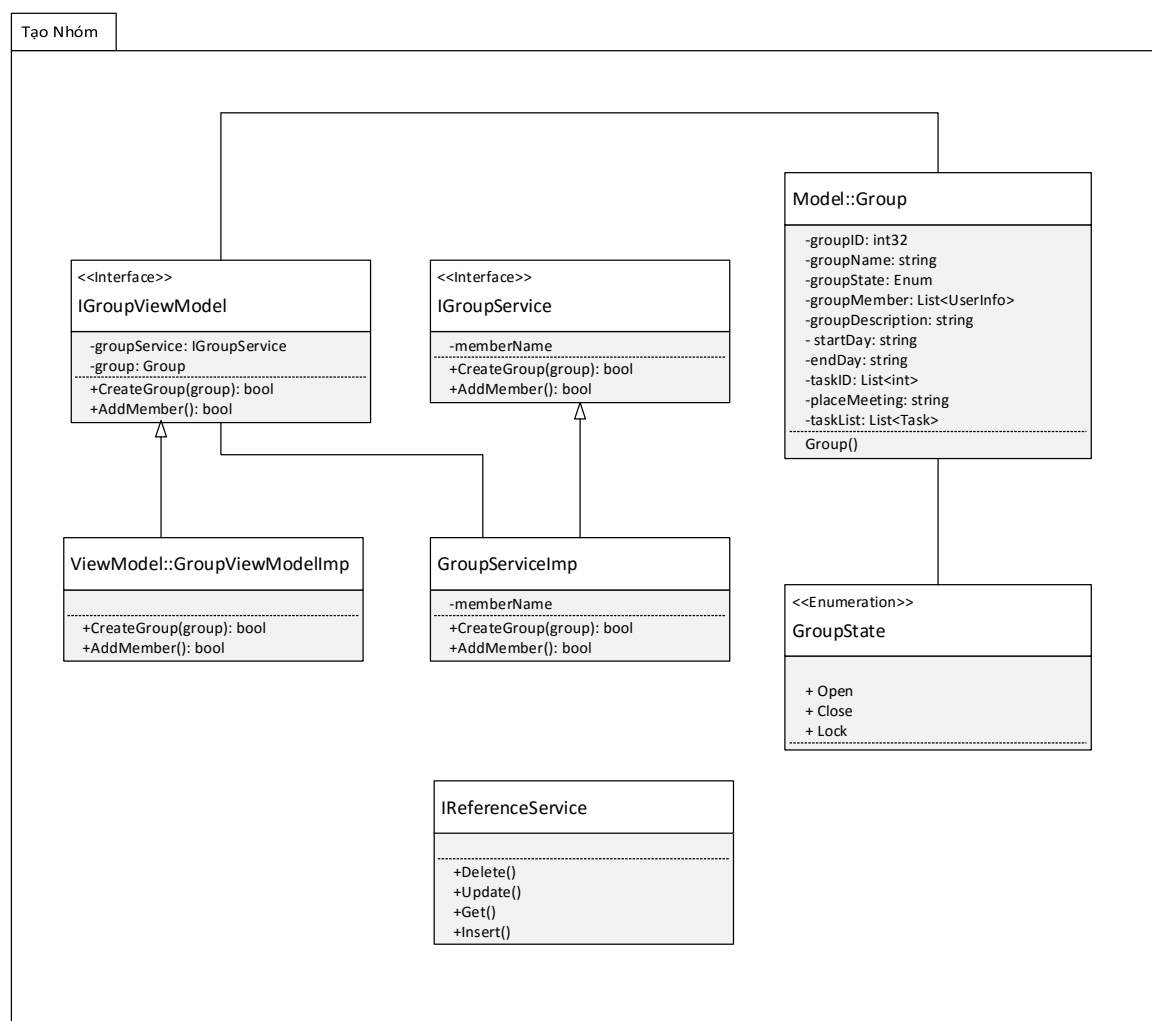 Tạo Nhóm
<<Interface>>
IGroupViewModel
-groupService: IGroupService
-group: Group
+CreateGroup(group): bool
+AddMember(): bool
<<Interface>>
IGroupService
-memberName
+CreateGroup(group): bool
+AddMember(): bool
Model::Group
-groupID: int32
-groupName: string
-groupState: Enum
-groupMember: List<UserInfo>
-groupDescription: string
- startDay: string
-endDay: string
-taskID: List<int>
-placeMeeting: string
-taskList: List<Task>
Group()
ViewModel::GroupViewModelImp
+CreateGroup(group): bool
+AddMember(): bool
GroupServiceImp
-memberName
+CreateGroup(group): bool
+AddMember(): bool
<<Enumeration>>
GroupState
+ Open
+ Close
+ Lock
IReferenceService
+Delete()
+Update()
+Get()
+Insert()